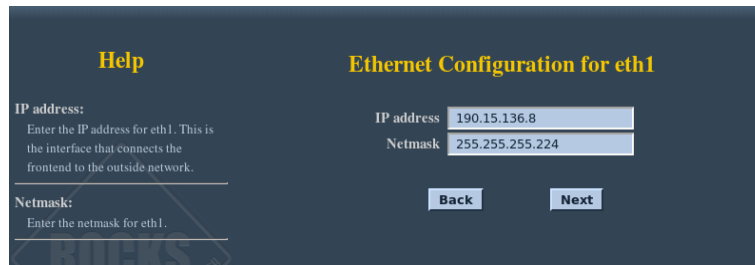 Help
IP address:
Enter the IP address for eth1. This is
the interface that connects the
frontend to the outside network.
Netmask:
Enter the netmask for eth1.
ROCKS
Ethernet Configuration for eth1
IP address 190.15.136.8
Netmask 255.255.255.224
Back Next